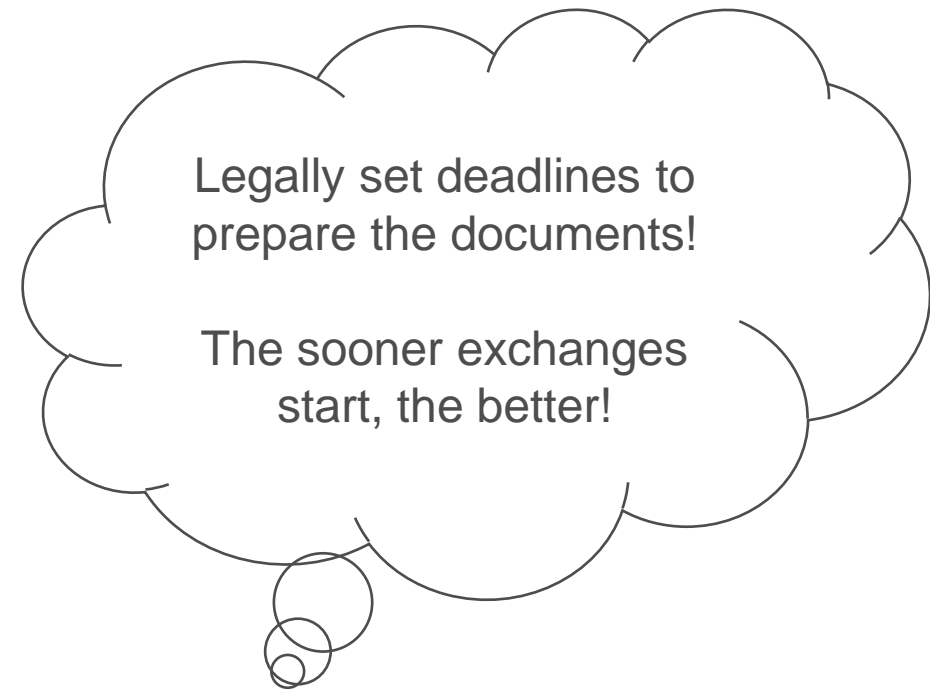 Legally set deadlines to
prepare the documents!
The sooner exchanges
start, the better!